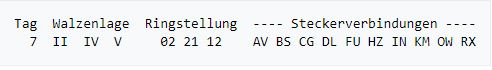 Tag Walzenlage Ringstellung ---- Steckerverbindungen ----
7 II IV V 02 21 12 AV BS CG DL FU HZ IN KM OW RX